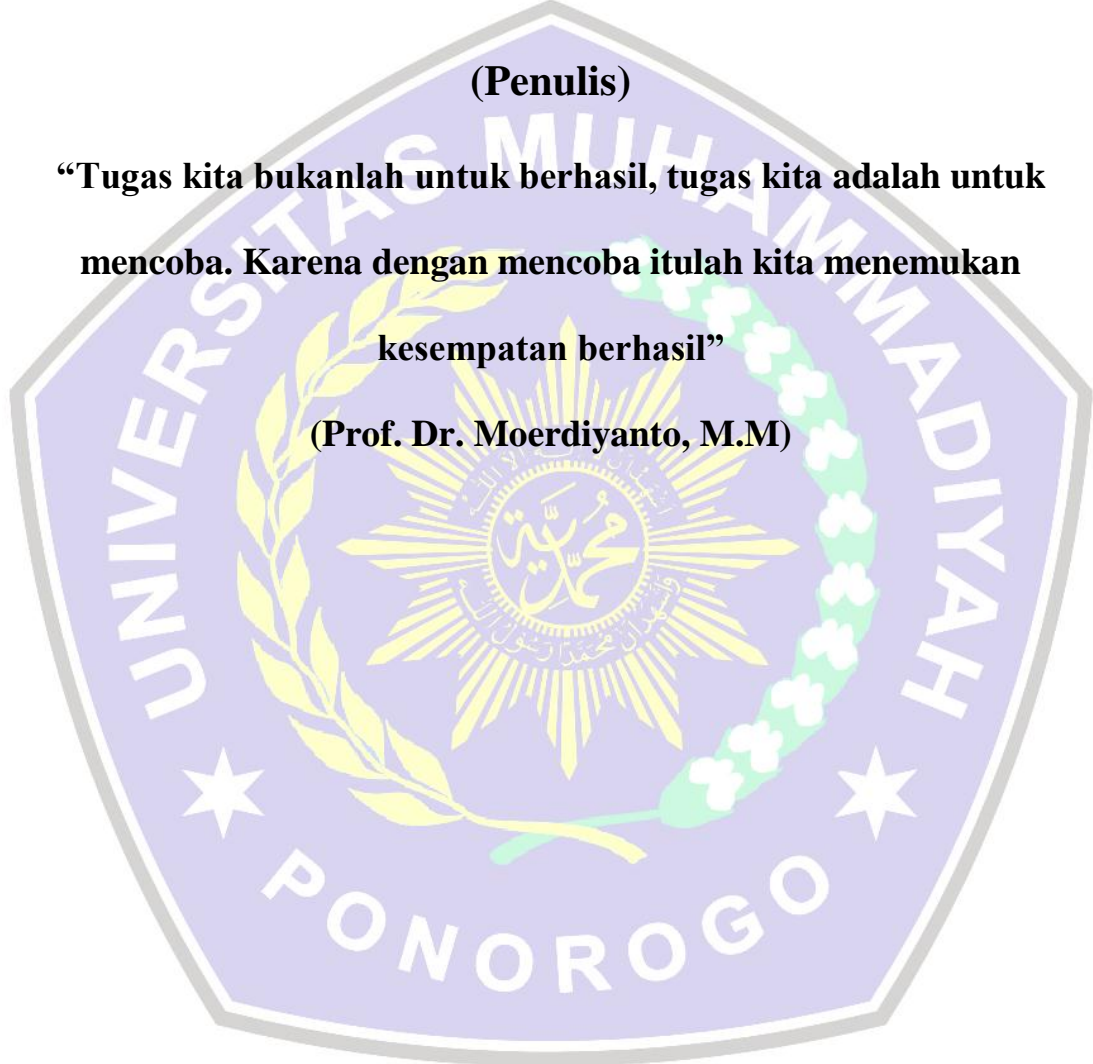 (Penulis)
“Tugas kita bukanlah untuk berhasil, tugas kita adalah untuk
mencoba. Karena dengan mencoba itulah kita menemukan
kesempatan berhasil”
(Prof. Dr. Moerdiyanto, M.M)
UNIVERSITAS MUHAMMADIYAH
PONOROGO
محمدية